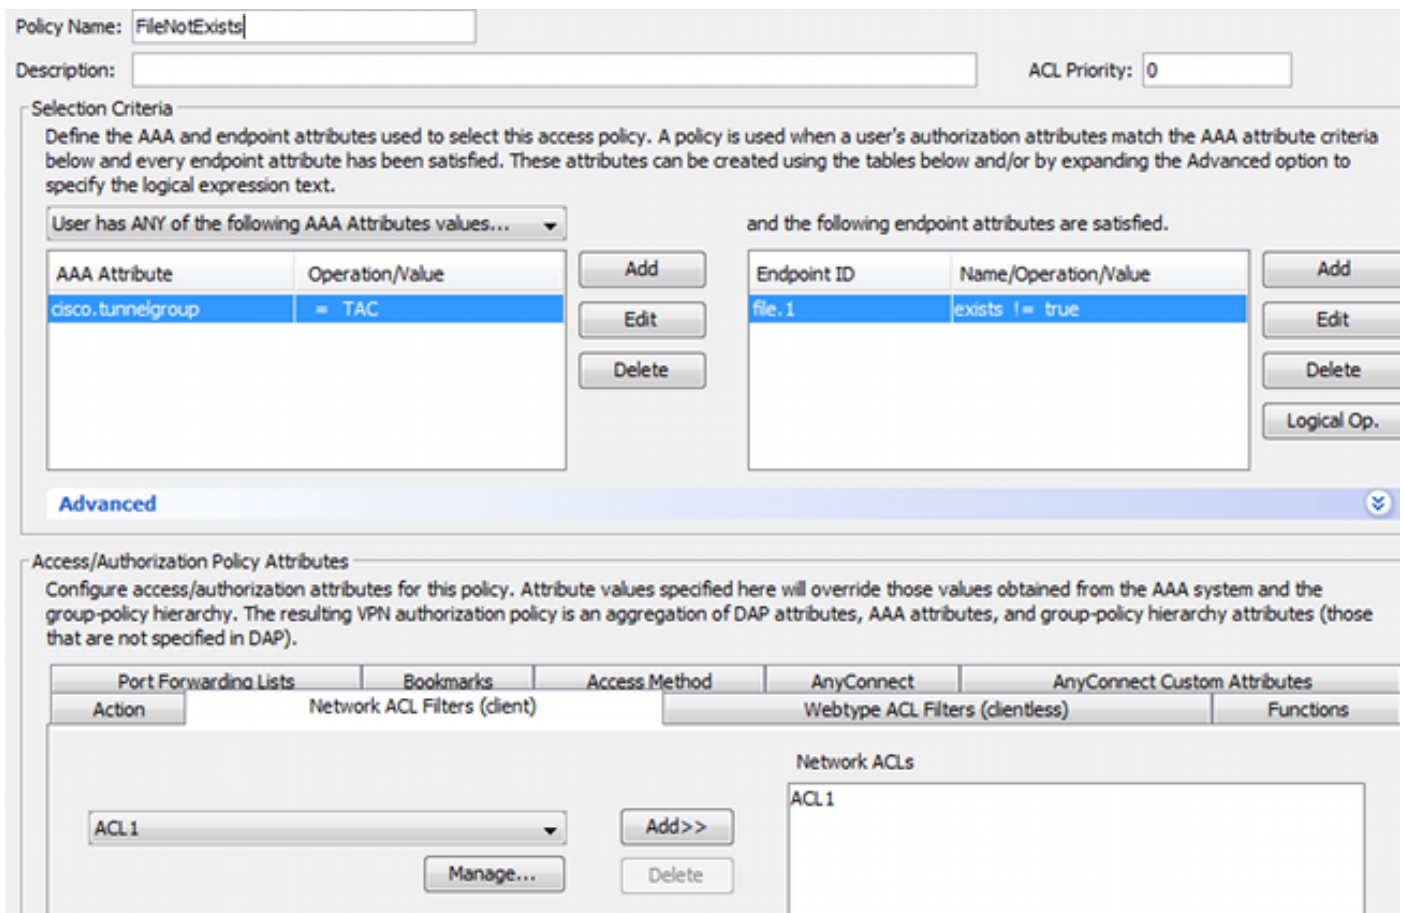 Policy Name: FileNotExists
Description: ACL Priority: 0
Selection Criteria
Define the AAA and endpoint attributes used to select this access policy. A policy is used when a user's authorization attributes match the AAA attribute criteria
below and every endpoint attribute has been satisfied. These attributes can be created using the tables below and/or by expanding the Advanced option to
specify the logical expression text.
User has ANY of the following AAA Attributes values... and the following endpoint attributes are satisfied.
AAA Attribute Operation/Value Add Endpoint ID Name/Operation/Value Add
cisco.tunnelgroup = TAC Edit file.1 exists != true Edit
Delete Delete
Logical Op.
Advanced
Access/Authorization Policy Attributes
Configure access/authorization attributes for this policy. Attribute values specified here will override those values obtained from the AAA system and the
group-policy hierarchy. The resulting VPN authorization policy is an aggregation of DAP attributes, AAA attributes, and group-policy hierarchy attributes (those
that are not specified in DAP).
Port Forwarding Lists Bookmarks Access Method AnyConnect AnyConnect Custom Attributes
Action Network ACL Filters (client) Webtype ACL Filters (clientless) Functions
Network ACLs
ACL1
ACL1 Add>>
Manage... Delete